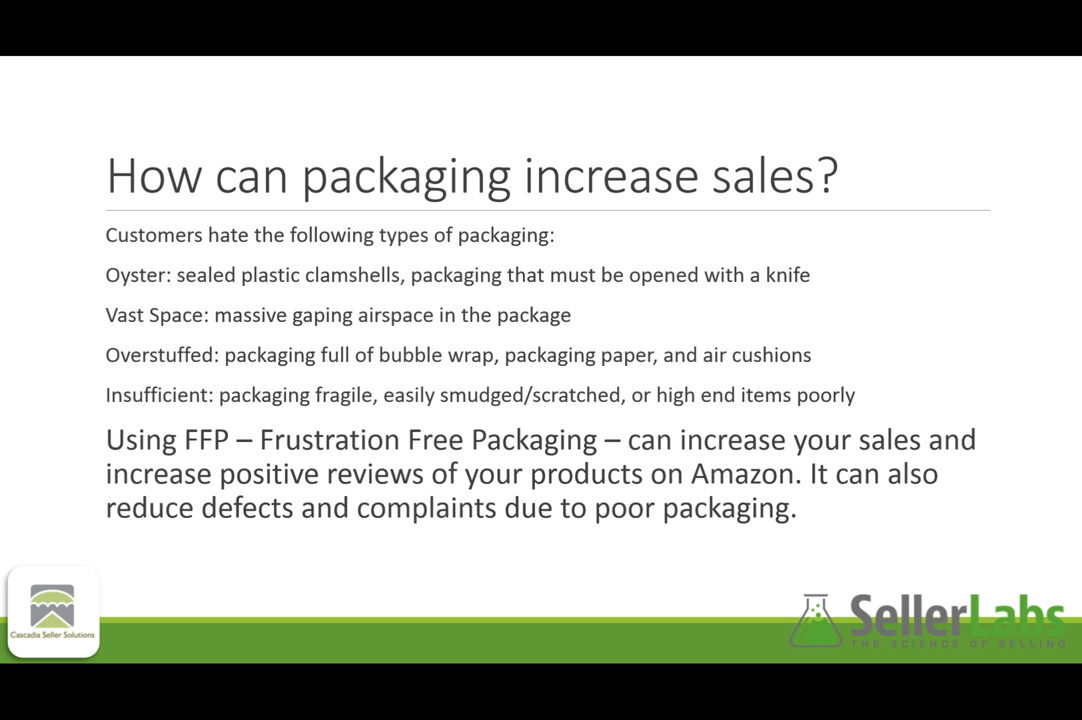 How can packaging increase sales?
Customers hate the following types of packaging:
Oyster: sealed plastic clamshells, packaging that must be opened with a knife
Vast Space: massive gaping airspace in the package
Overstuffed: packaging full of bubble wrap, packaging paper, and air cushions
Insufficient: packaging fragile, easily smudged/scratched, or high end items poorly
Using FFP – Frustration Free Packaging – can increase your sales and
increase positive reviews of your products on Amazon. It can also
reduce defects and complaints due to poor packaging.
Cascadia Seller Solutions
SellerLabs
THE SCIENCE OF SELLING